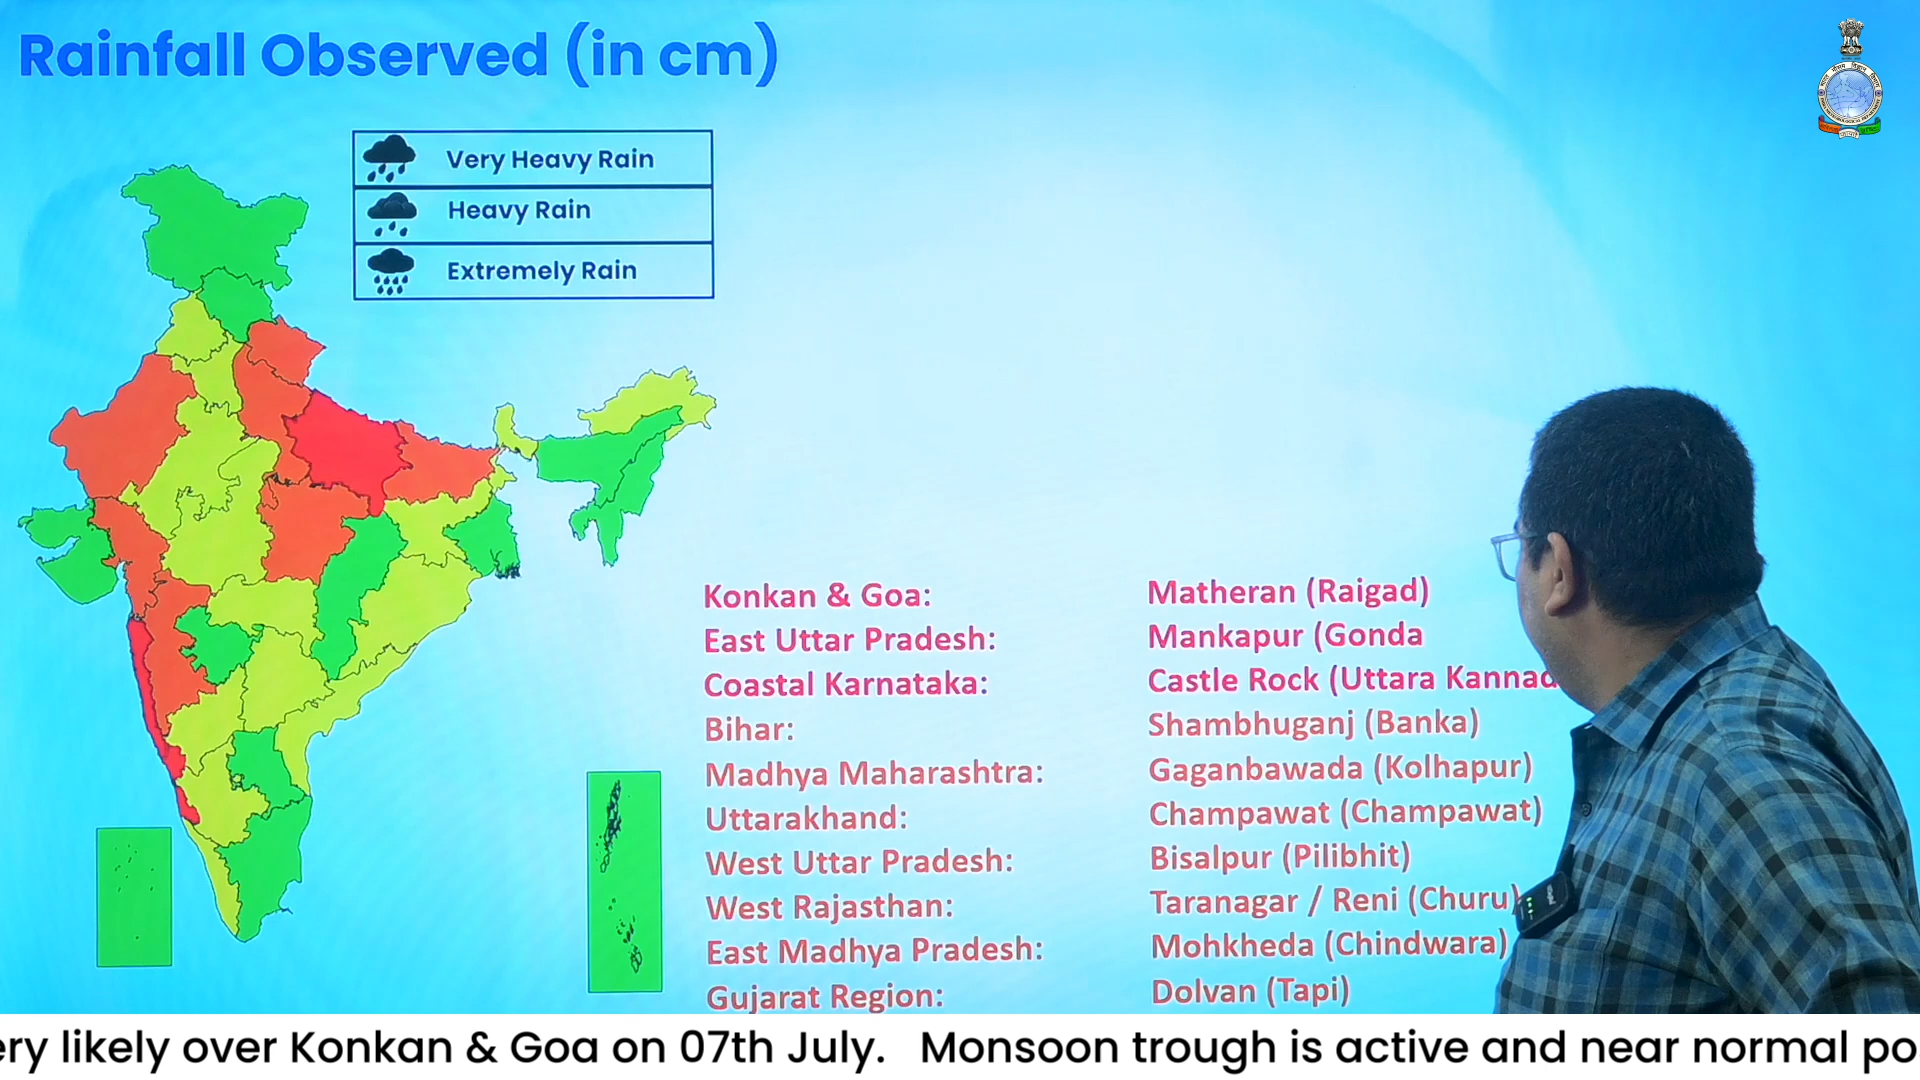 Rainfall Observed (in cm)
Very Heavy Rain
Heavy Rain
Extremely Rain
Konkan & Goa: Matheran (Raigad)
East Uttar Pradesh: Mankapur (Gonda
Coastal Karnataka: Castle Rock (Uttara Kannad
Bihar: Shambhuganj (Banka)
Madhya Maharashtra: Gaganbawada (Kolhapur)
Uttarakhand: Champawat (Champawat)
West Uttar Pradesh: Bisalpur (Pilibhit)
West Rajasthan: Taranagar / Reni (Churu)
East Madhya Pradesh: Mohkheda (Chindwara)
Gujarat Region: Dolvan (Tapi)
ery likely over Konkan & Goa on 07th July. Monsoon trough is active and near normal po